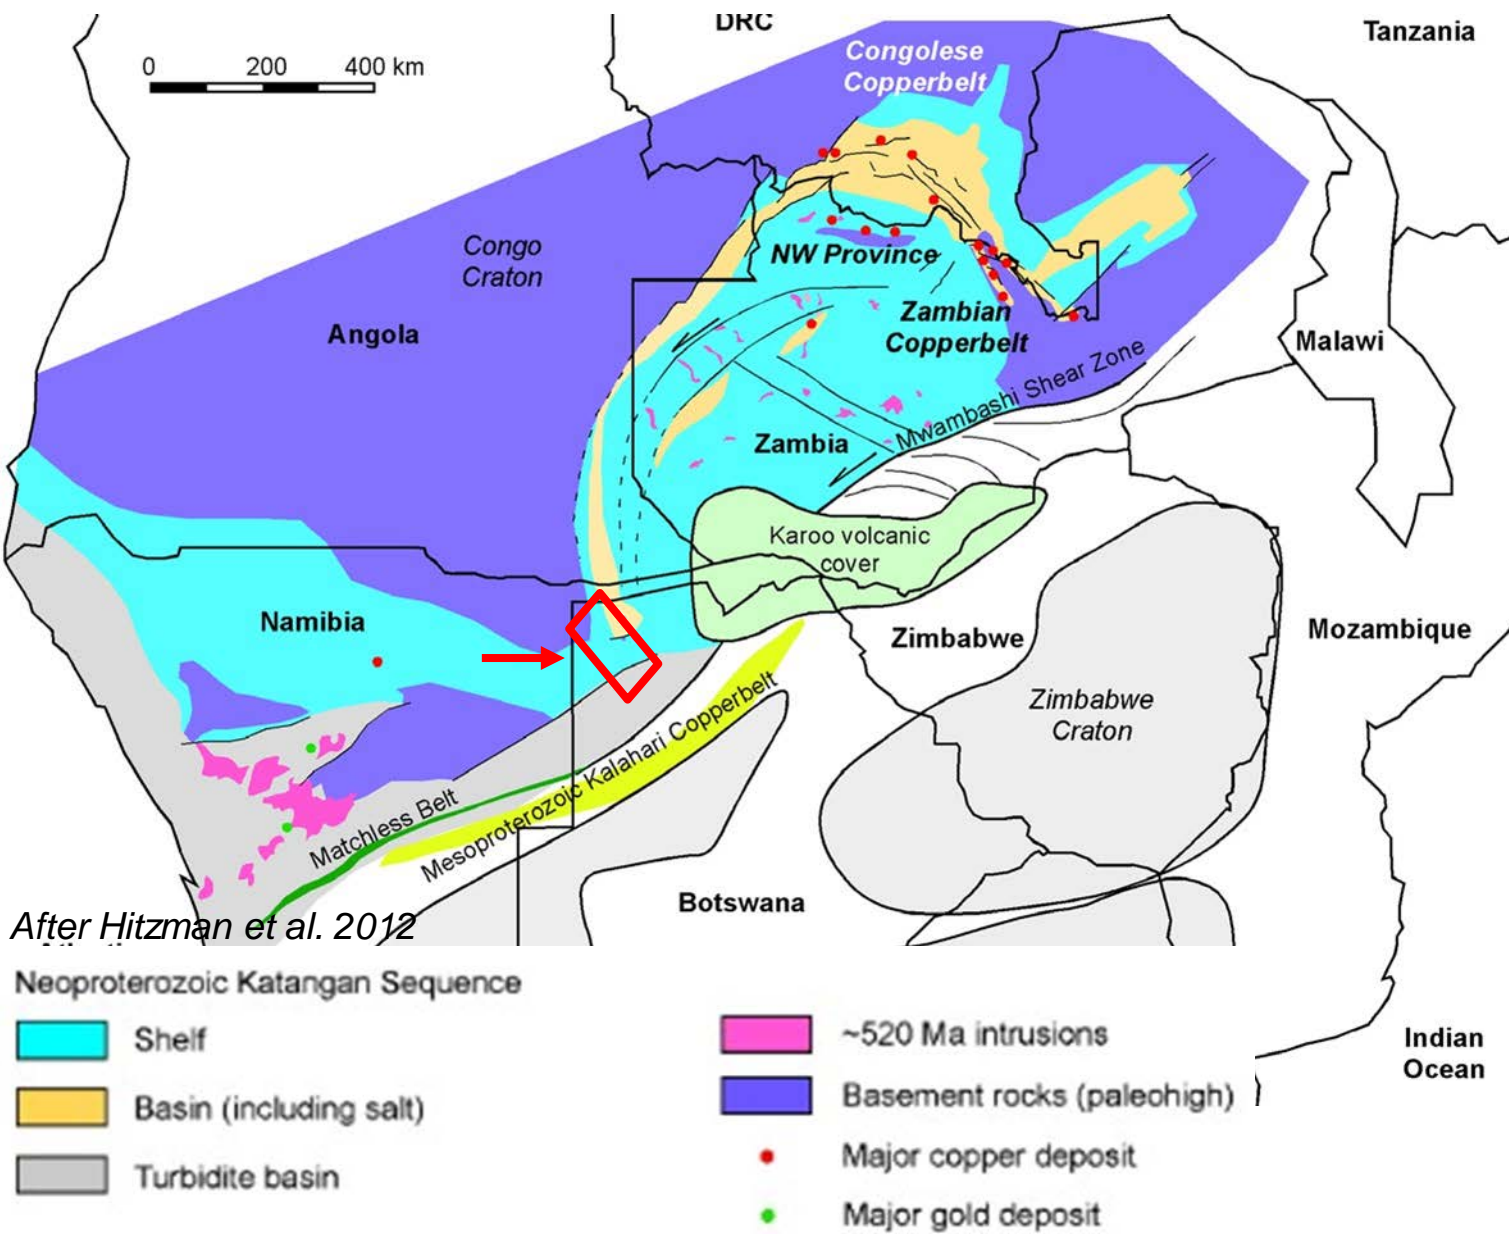 DRC
Tanzania
Congolese
Copperbelt
0 200 400 km
Congo
Craton
NW Province
Angola
Zambian
Copperbelt
Malawi
Mwambashi Shear Zone
Zambia
Karoo volcanic
cover
Namibia
Zimbabwe
Mozambique
Zimbabwe
Craton
Mesoproterozoic Kalahari Copperbelt
Matchless Belt
Botswana
After Hitzman et al. 2012
Neoproterozoic Katangan Sequence
Shelf
Basin (including salt)
Turbidite basin
~520 Ma intrusions
Basement rocks (paleohigh)
Major copper deposit
Major gold deposit
Indian
Ocean